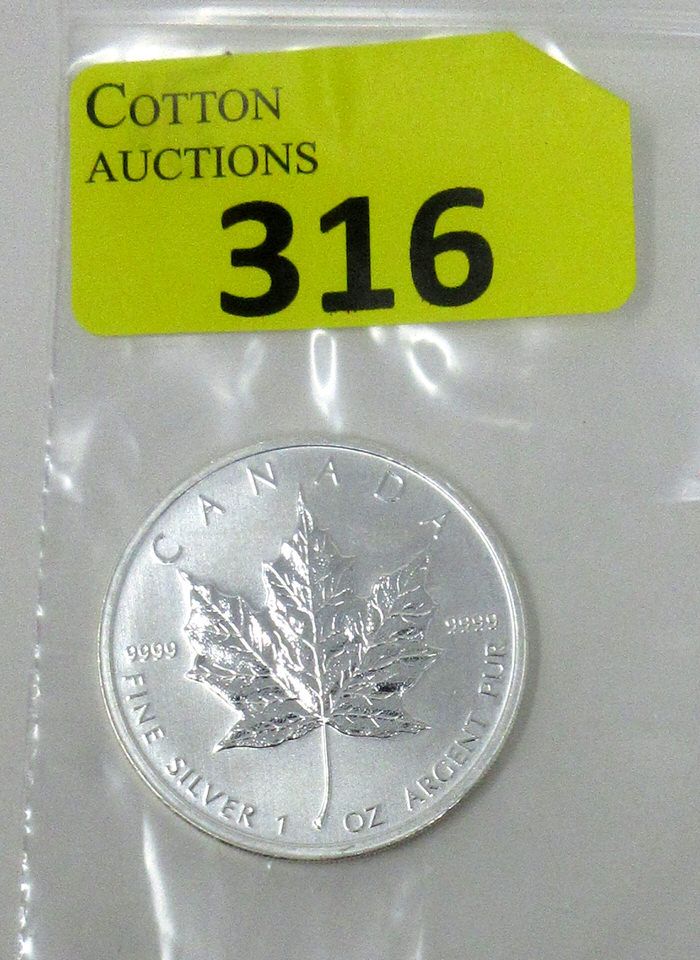 COTTON
AUCTIONS
316
CANADA
9999
9999
FINE SILVER 1 OZ ARGENT PUR